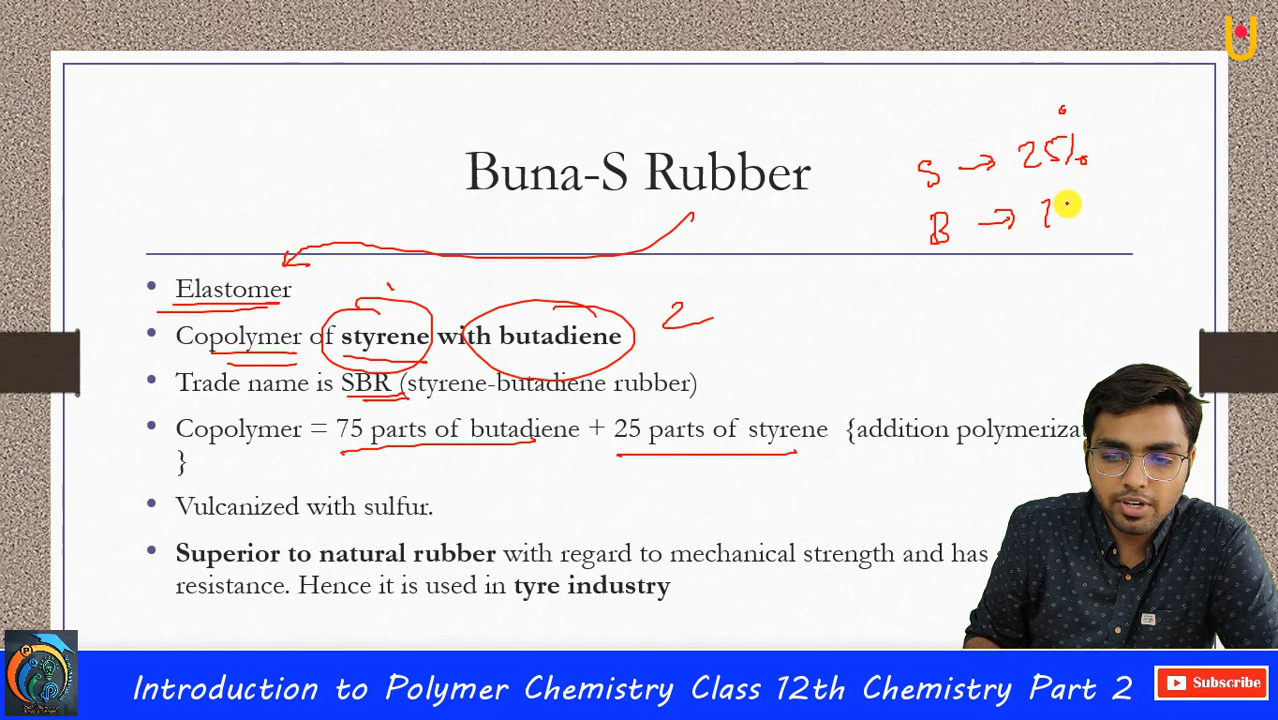 Buna-S Rubber
S → 25%
B →
• Elastomer
• Copolymer of styrene with butadiene
2
• Trade name is SBR (styrene-butadiene rubber)
• Copolymer = 75 parts of butadiene + 25 parts of styrene {addition
}
• Vulcanized with sulfur.
• Superior to natural rubber with regard to mechanical strength and has
resistance. Hence it is used in tyre industry
Introduction to Polymer Chemistry Class 12th Chemistry Part 2
Subscribe